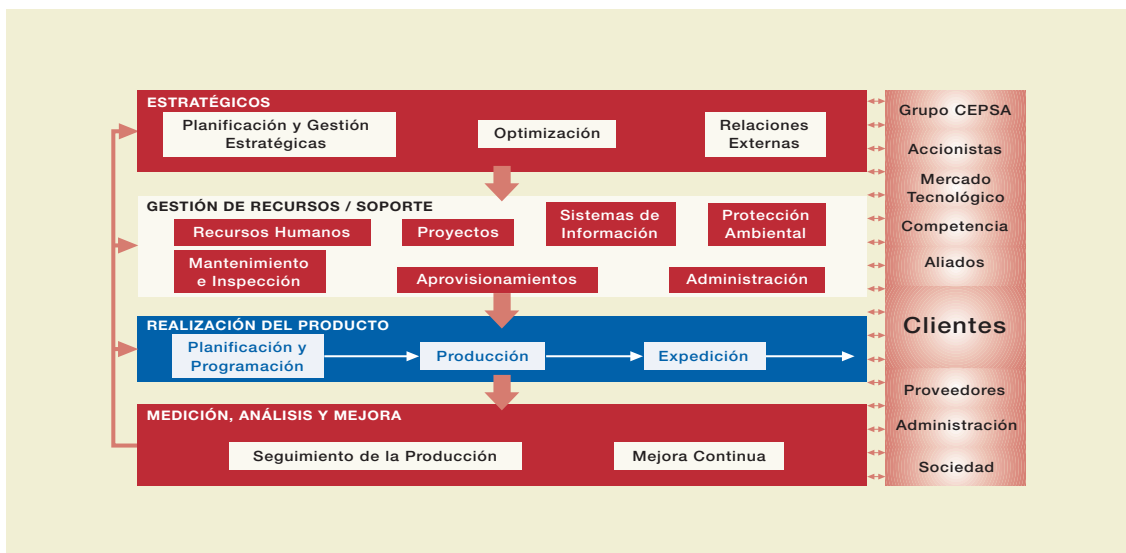 ESTRATÉGICOS
Planificación y Gestión
Estratégicas
Optimización
Relaciones
Externas
GESTIÓN DE RECURSOS / SOPORTE
Recursos Humanos
Proyectos
Sistemas de
Información
Protección
Ambiental
Mantenimiento
e Inspección
Aprovisionamientos
Administración
REALIZACIÓN DEL PRODUCTO
Planificación y
Programación
Producción
Expedición
MEDICIÓN, ANÁLISIS Y MEJORA
Seguimiento de la Producción
Mejora Continua
Grupo CEPSA
Accionistas
Mercado
Tecnológico
Competencia
Aliados
Clientes
Proveedores
Administración
Sociedad